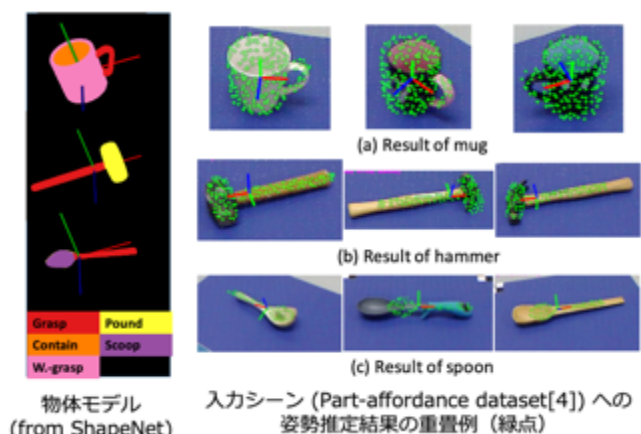 (a) Result of mug
(b) Result of hammer
(c) Result of spoon
Grasp Pound
Contain Scoop
W.-grasp
物体モデル
(from ShapeNet)
入力シーン (Part-affordance dataset[4]) への
姿勢推定結果の重畳例（緑点）